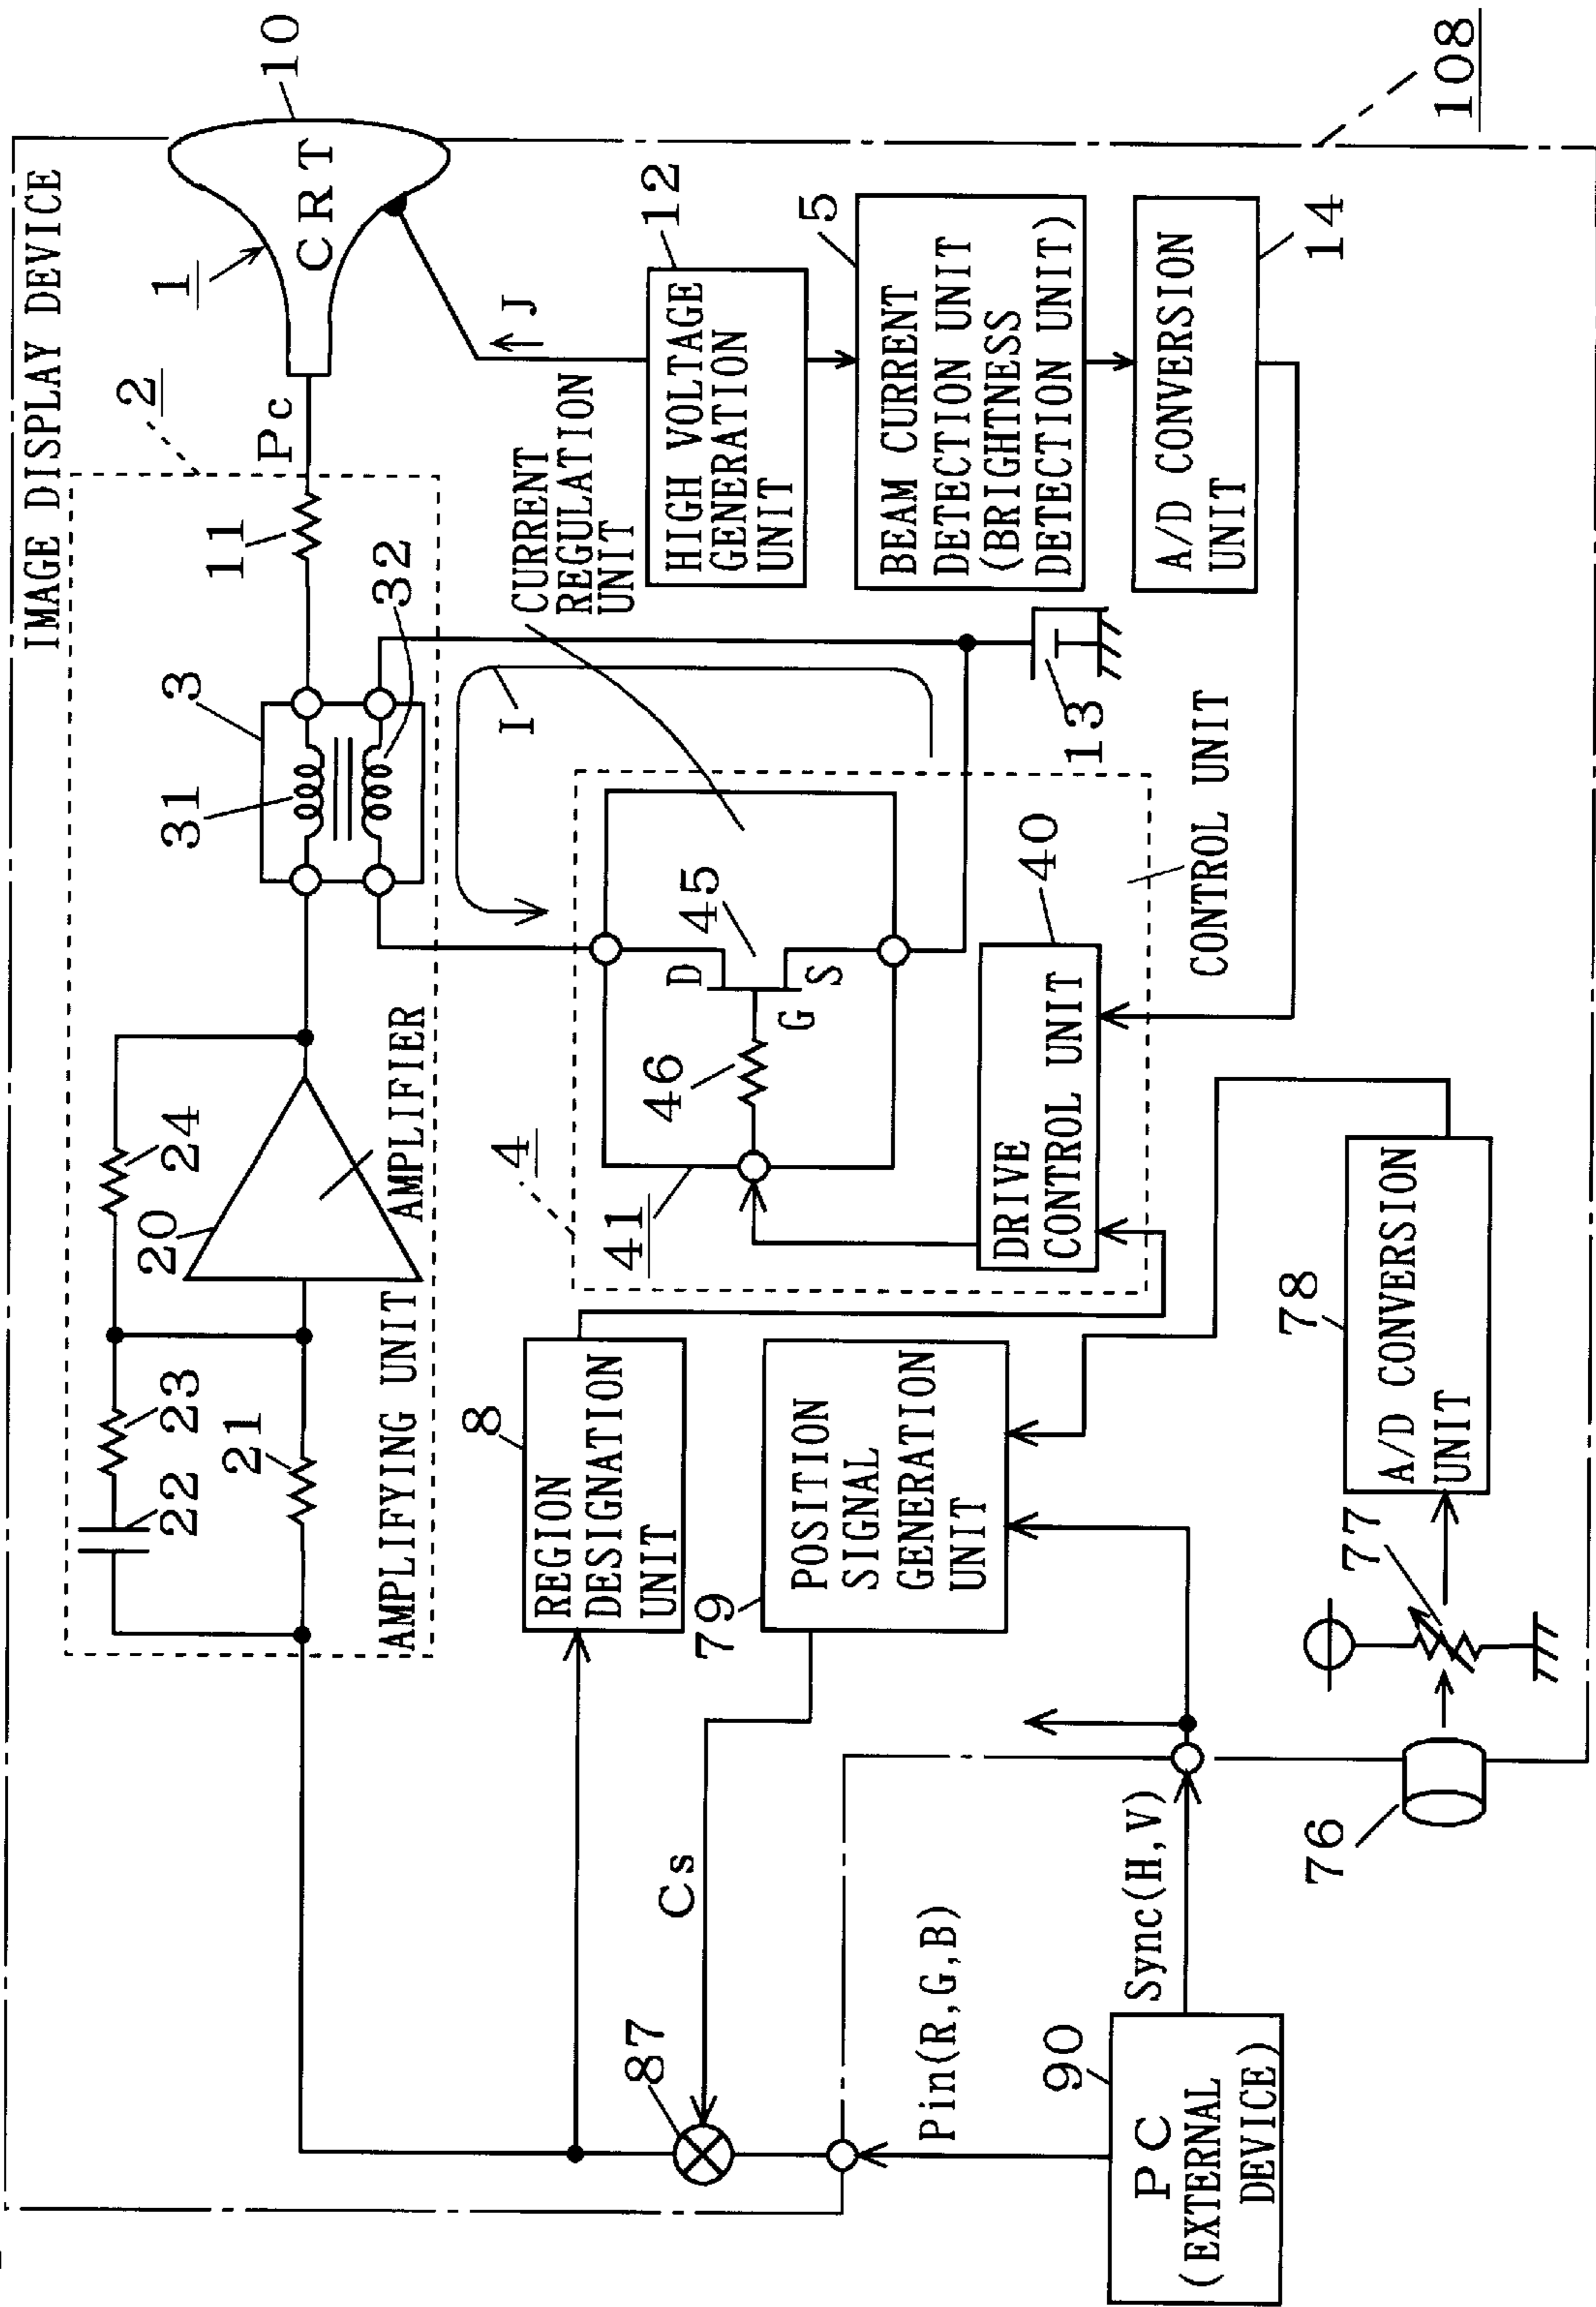 IMAGE DISPLAY DEVICE
108
10
1
CRT
Pc
2
11
3
31
32
20
AMPLIFIER
24
23
22
21
AMPLIFYING UNIT
J
I
CURRENT
REGULATION
UNIT
12
HIGH VOLTAGE
GENERATION
UNIT
5
BEAM CURRENT
DETECTION UNIT
(BRIGHTNESS
DETECTION UNIT)
14
A/D CONVERSION
UNIT
13
4
41
45
46
D
G
S
40
DRIVE
CONTROL UNIT
CONTROL UNIT
8
REGION
DESIGNATION
UNIT
79
POSITION
SIGNAL
GENERATION
UNIT
78
A/D CONVERSION
UNIT
77
76
Cs
87
Pin(R,G,B)
Sync(H,V)
90
PC
(EXTERNAL
DEVICE)